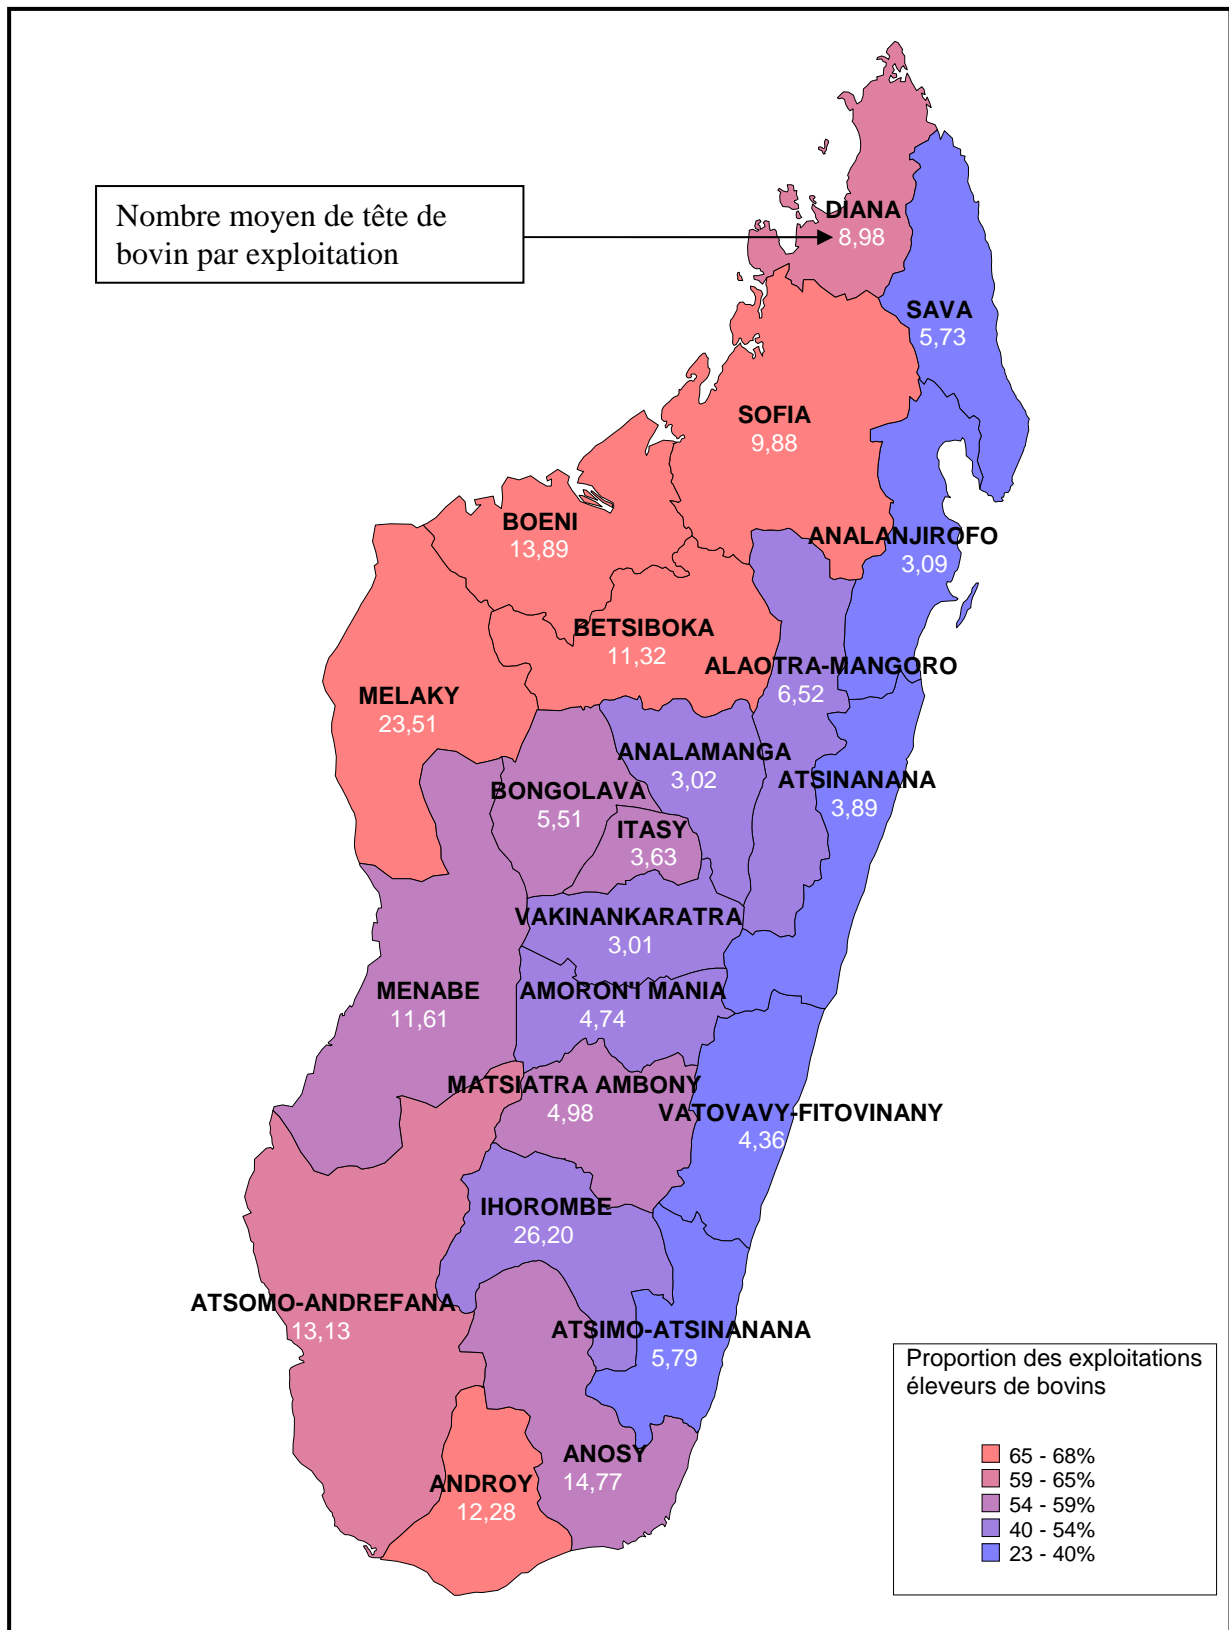 Nombre moyen de tête de
bovin par exploitation
DIANA
8,98
SAVA
5,73
SOFIA
9,88
BOENI
13,89
ANALANJIROFO
3,09
BETSIBOKA
11,32
ALAOTRA-MANGORO
6,52
MELAKY
23,51
ANALAMANGA
3,02
ATSINANANA
3,89
BONGOLAVA
5,51
ITASY
3,63
VAKINANKARATRA
3,01
MENABE
11,61
AMORON'I MANIA
4,74
MATSIATRA AMBONY
4,98
VATOVAVY-FITOVINANY
4,36
IHOROMBE
26,20
ATSOMO-ANDREFANA
13,13
ATSIMO-ATSINANANA
5,79
ANOSY
14,77
ANDROY
12,28
Proportion des exploitations
éleveurs de bovins
65 - 68%
59 - 65%
54 - 59%
40 - 54%
23 - 40%